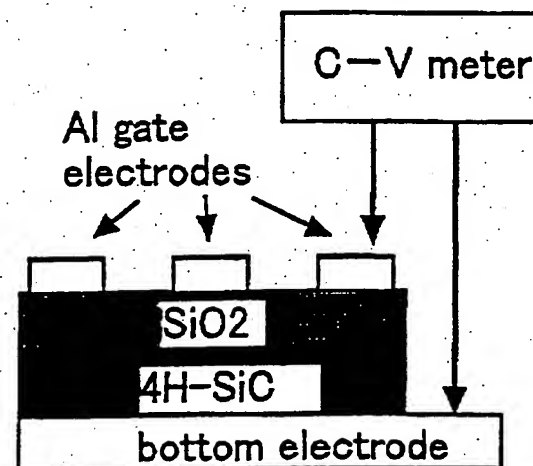 C-V meter
Al gate
electrodes
SiO2
4H-SiC
bottom electrode